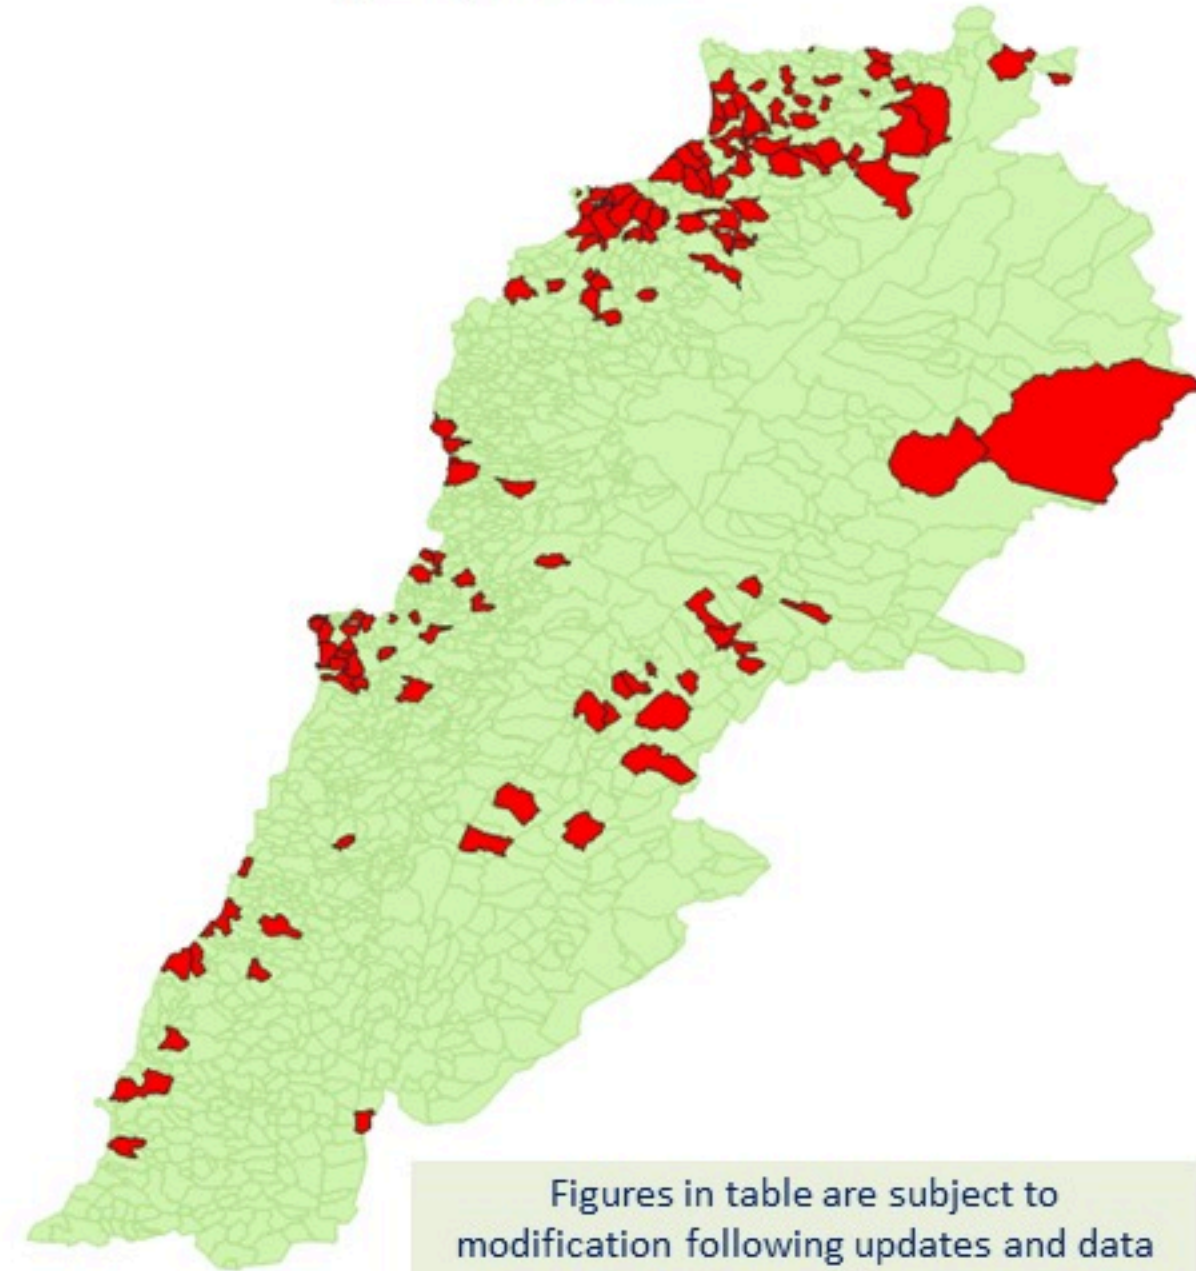 Figures in table are subject to
modification following updates and data